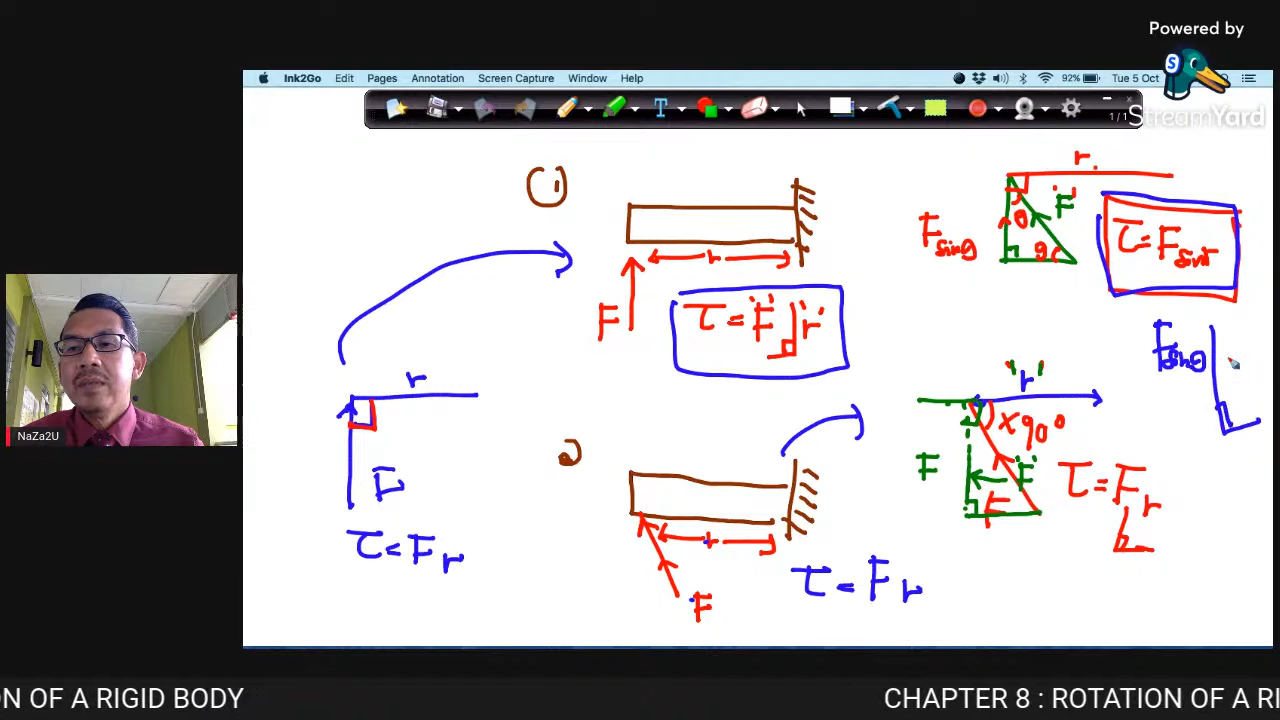 Powered by
StreamYard
Ink2Go Edit Pages Annotation Screen Capture Window Help 92% Tue 5 Oct
1/1
(1)
r
F
τ = 'F' 'r'
r
F sinθ
θ
'F'
θ
τ = F sinθ r
F sinθ
r
F
τ = F r
2
r
F
τ = F r
'r'
x 90°
F
'F'
F
τ = F r
NaZa2U
ON OF A RIGID BODY
CHAPTER 8 : ROTATION OF A RI